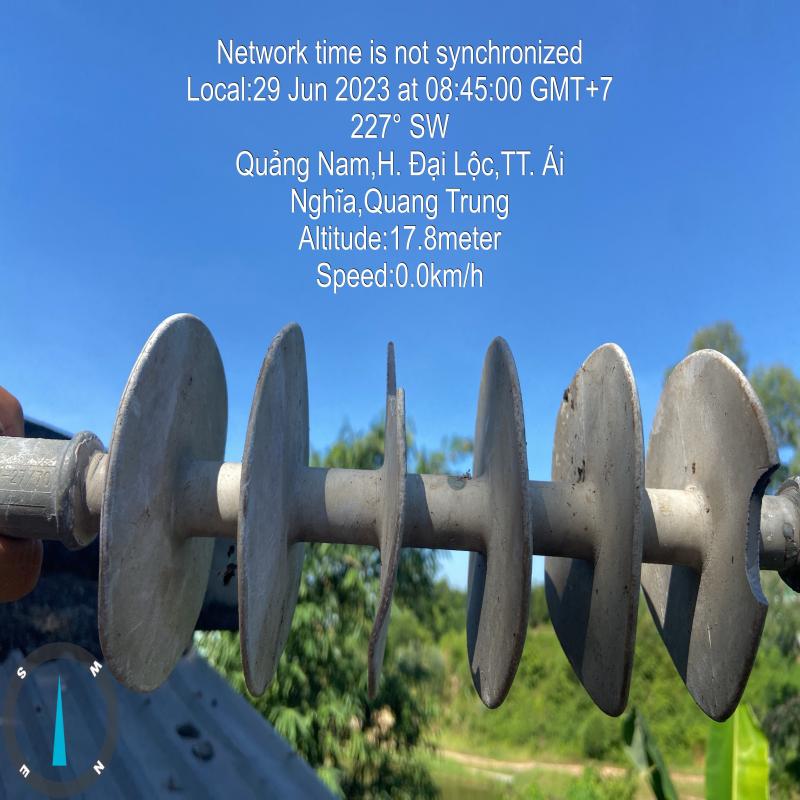 Network time is not synchronized
Local:29 Jun 2023 at 08:45:00 GMT+7
227° SW
Quảng Nam,H. Đại Lộc,TT. Ái
Nghĩa,Quang Trung
Altitude:17.8meter
Speed:0.0km/h
S W
E N